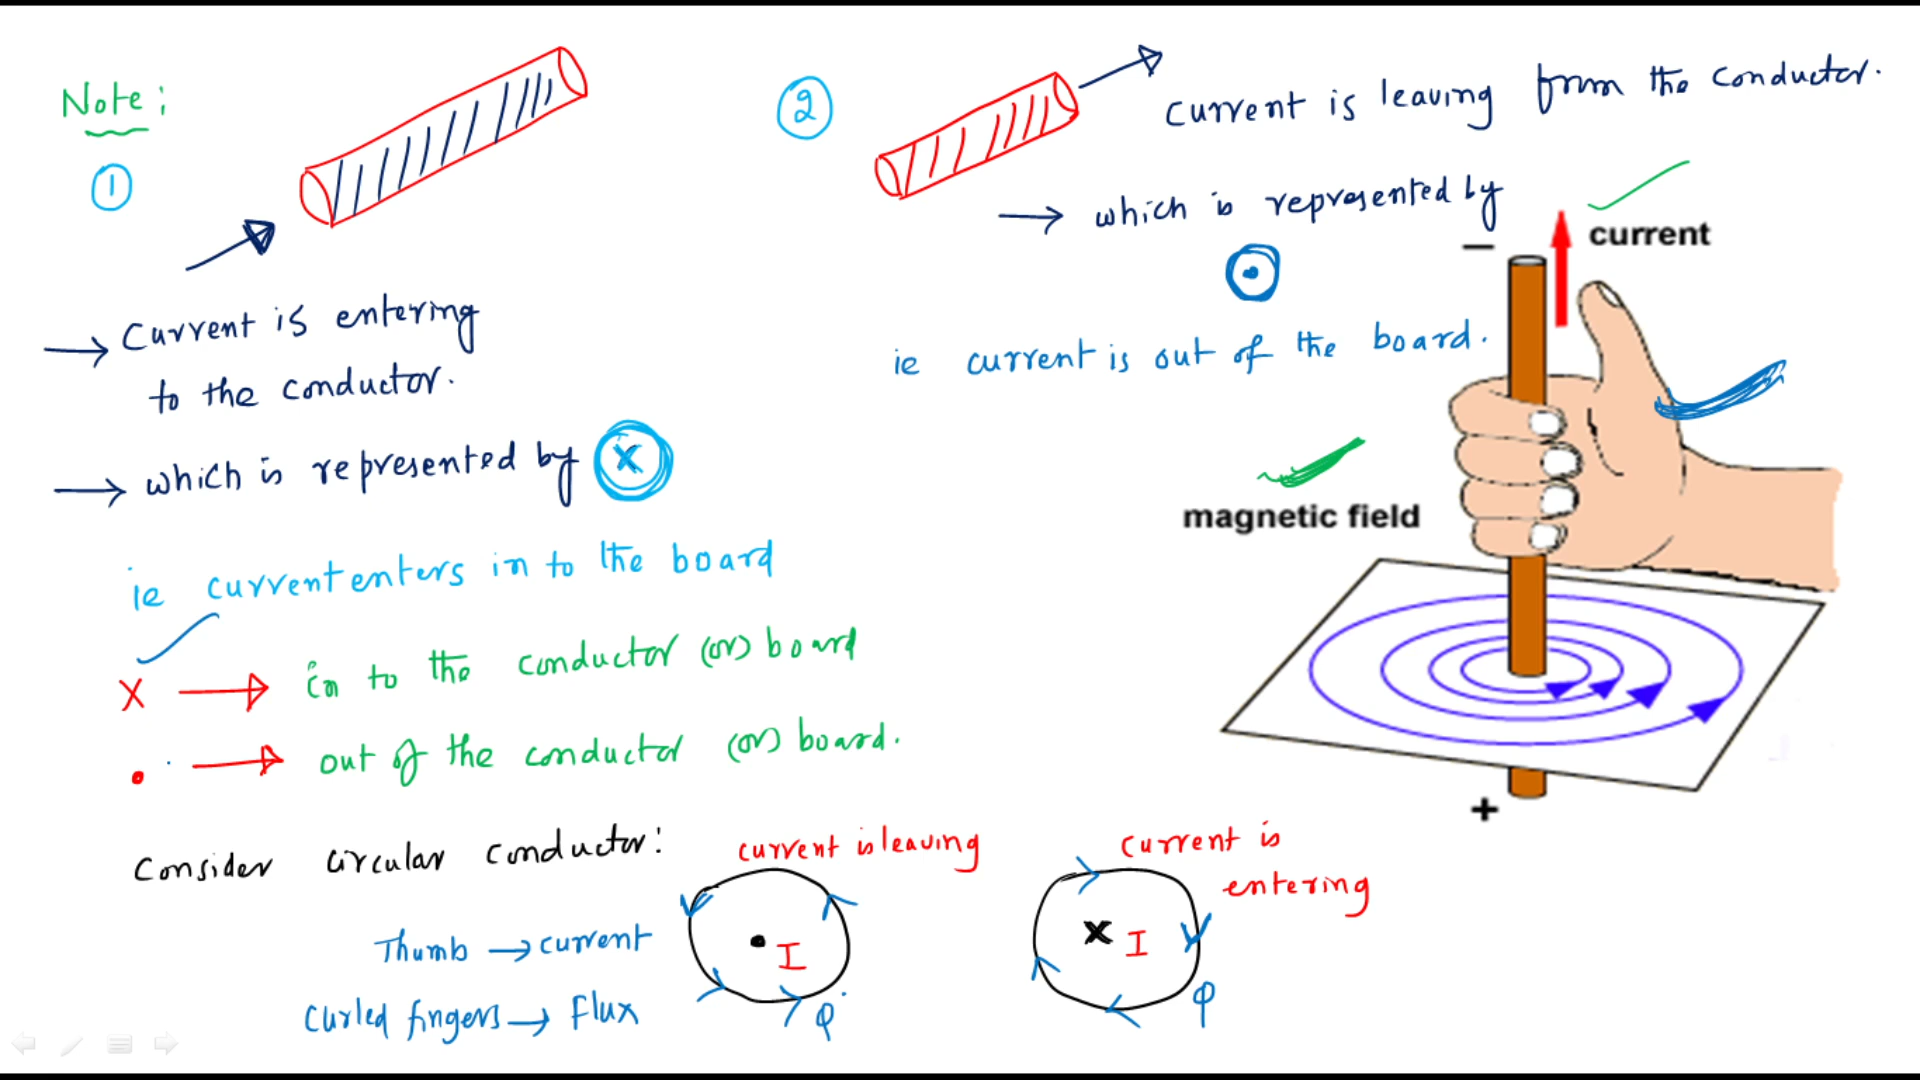 Note:
①
→ Current is entering
to the conductor.
→ which is represented by ⓧ
ie current enters in to the board
X → in to the conductor (or) board
• → out of the conductor (or) board.
②
Current is leaving from the conductor.
→ which is represented by
⊙
ie current is out of the board.
− current
magnetic field
+
Consider circular conductor:
Thumb → current
Curled fingers → Flux
current is leaving
• I
φ
Current is
entering
X I
φ